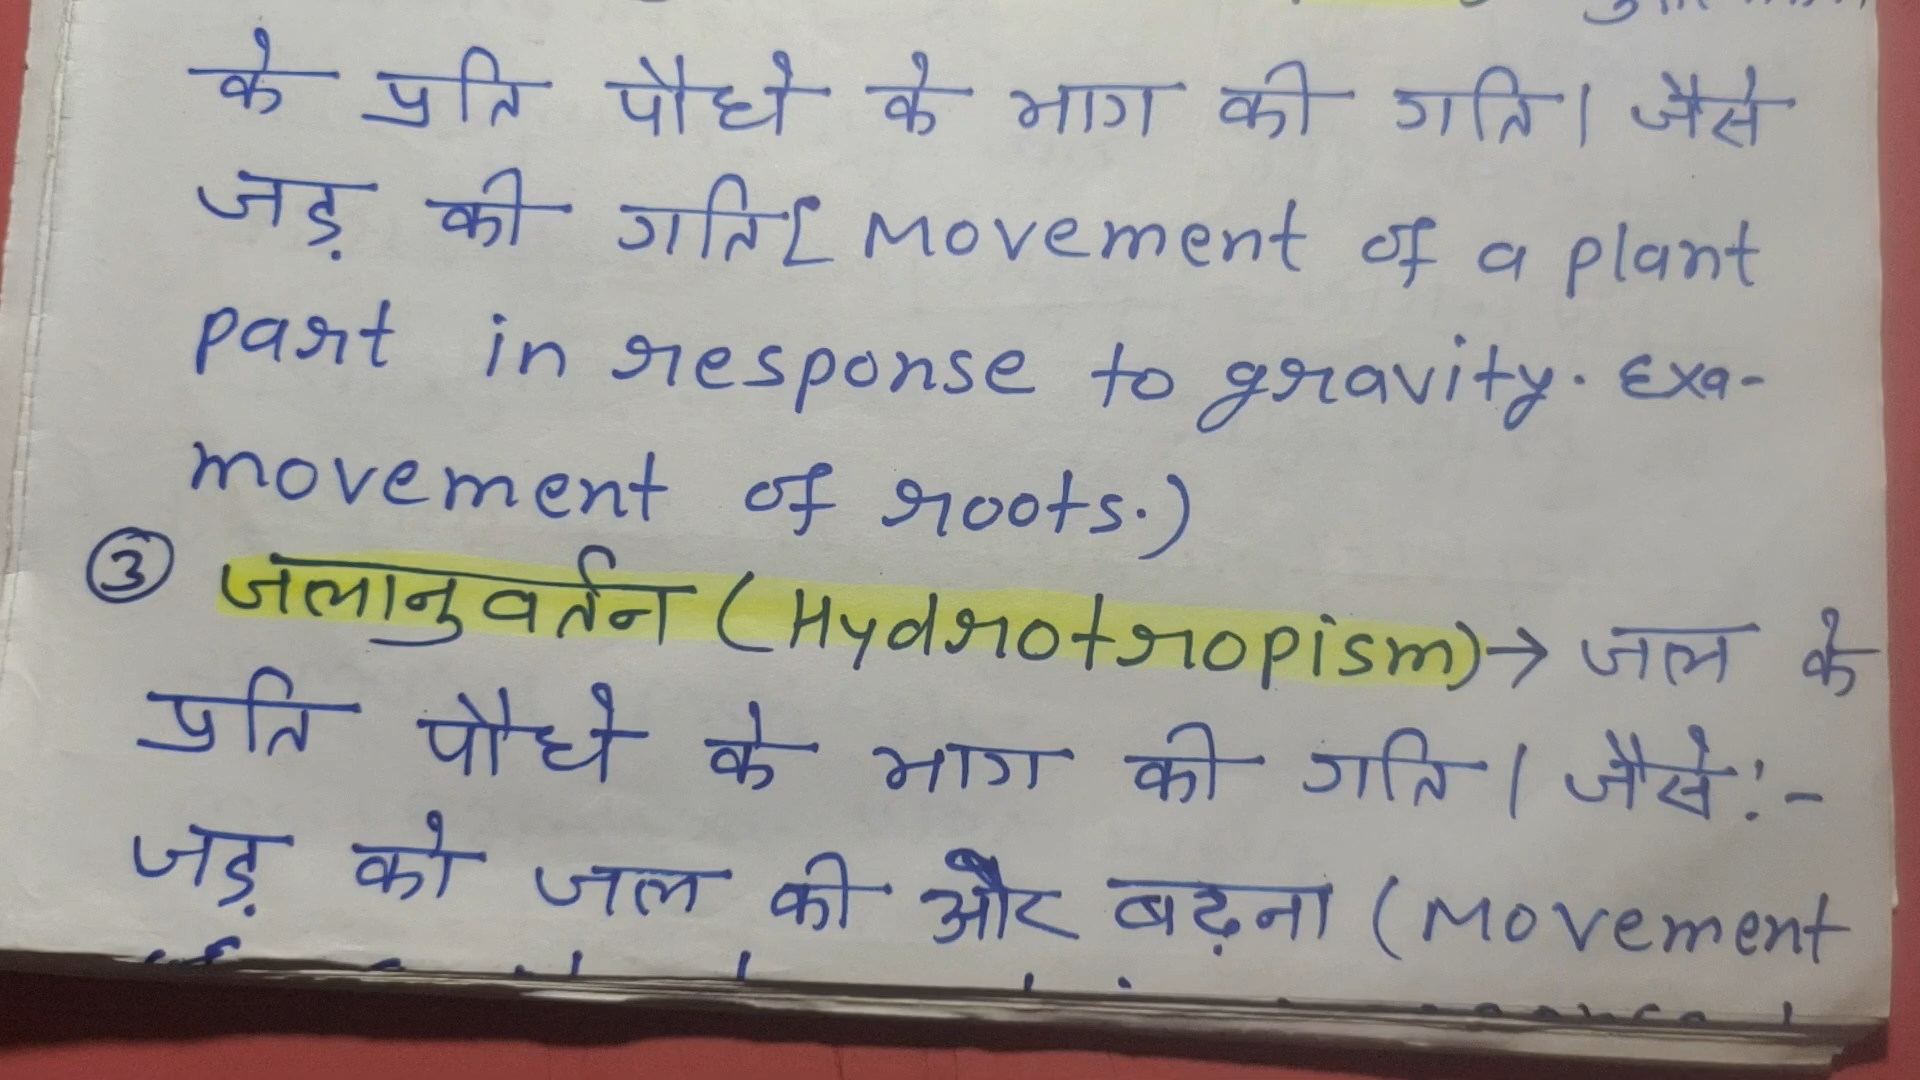 के प्रति पौधे के भाग की गति। जैसे
जड़ की गति[ Movement of a plant
part in response to gravity. Exa-
movement of roots.)
③ जलानुवर्तन (Hydrotropism)→ जल के
प्रति पौधे के भाग की गति। जैसे:-
जड़ को जल की और बढ़ना (Movement